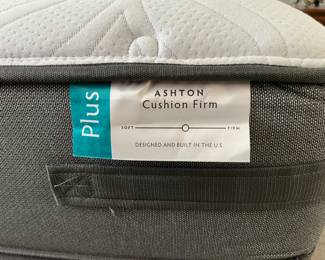 Plus
ASHTON
Cushion Firm
SOFT FIRM
DESIGNED AND BUILT IN THE U.S.